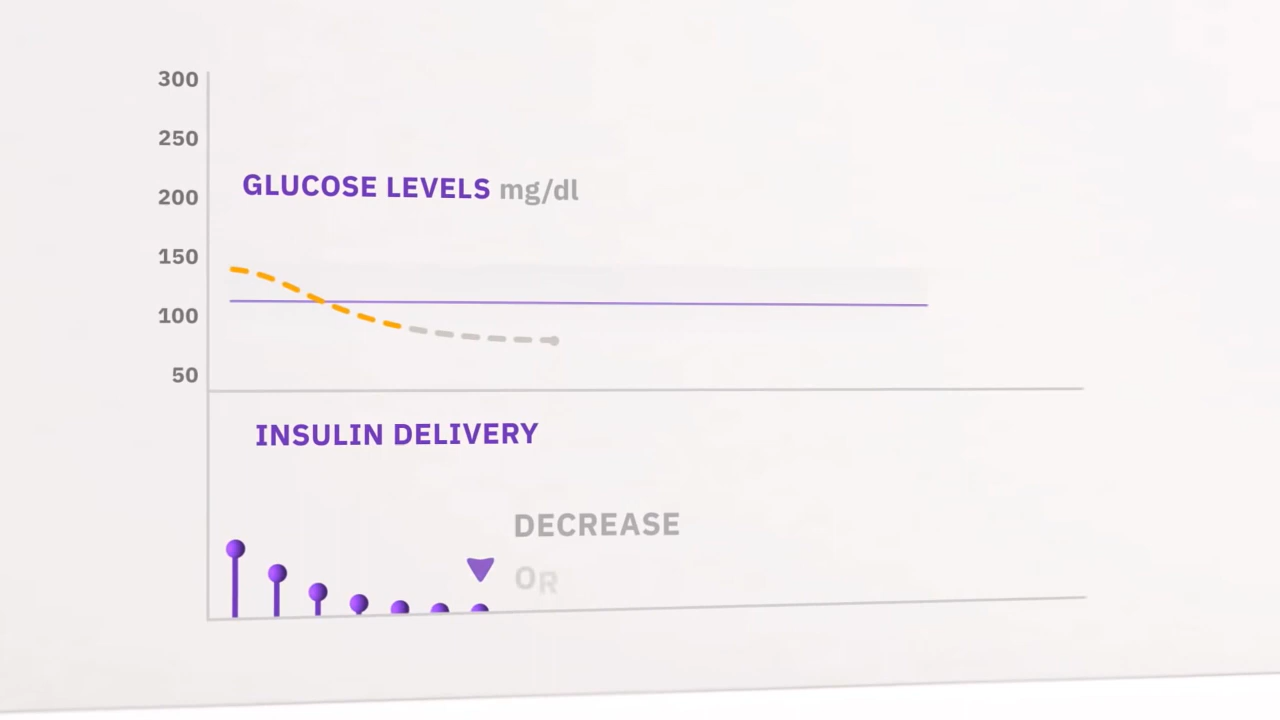 300
250
GLUCOSE LEVELS mg/dl
200
150
100
50
INSULIN DELIVERY
DECREASE
OR